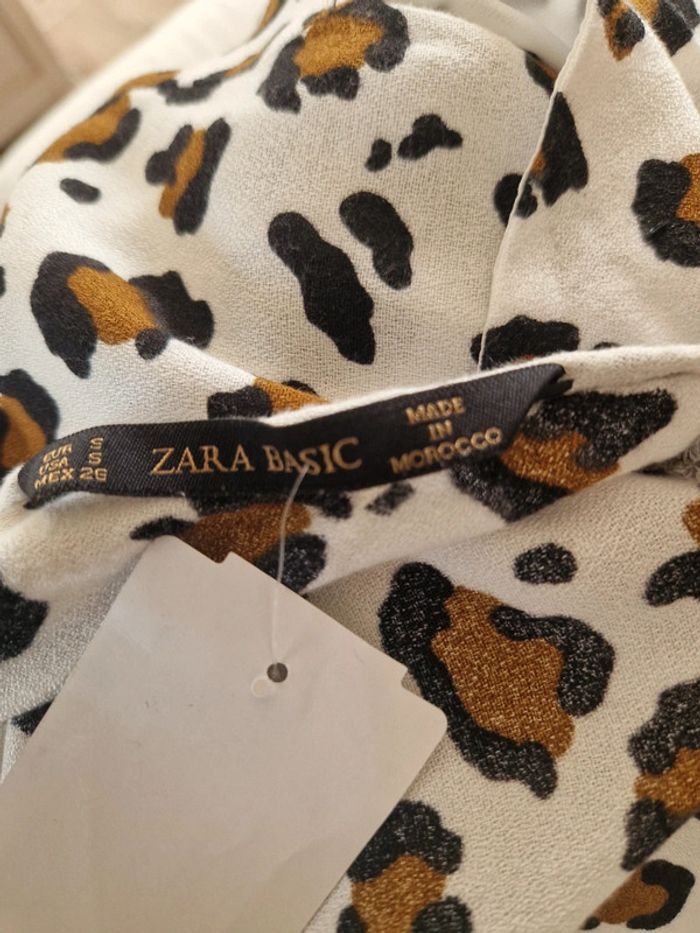 EUR S
USA S
MEX 26
ZARA BASIC
MADE
IN
MOROCCO